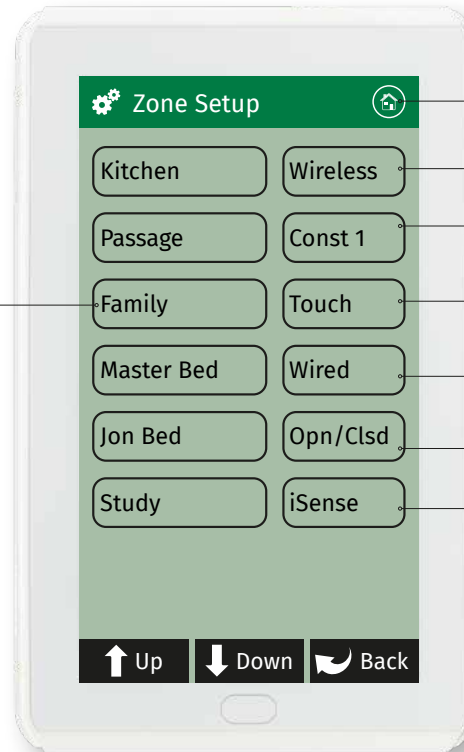 Zone Setup
Kitchen Wireless
Passage Const 1
Family Touch
Master Bed Wired
Jon Bed Opn/Clsd
Study iSense
Up Down Back